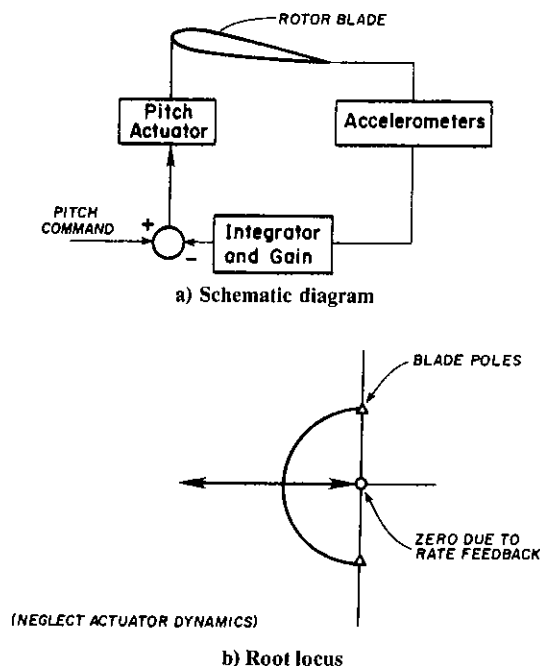 ROTOR BLADE
Pitch
Actuator
Accelerometers
PITCH
COMMAND
+
−
Integrator
and Gain
a) Schematic diagram
BLADE POLES
ZERO DUE TO
RATE FEEDBACK
(NEGLECT ACTUATOR DYNAMICS)
b) Root locus